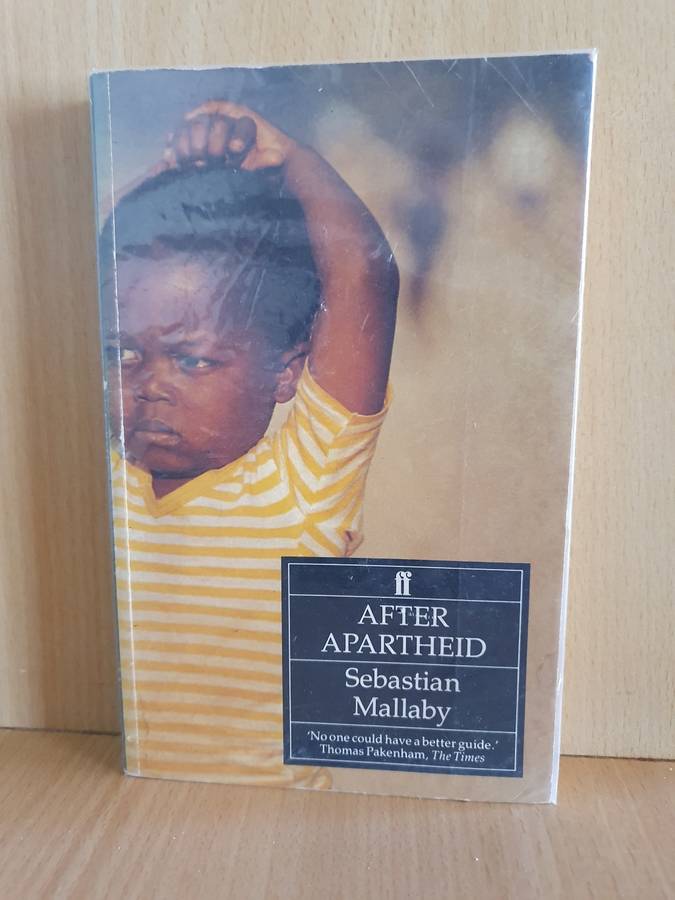 ff
AFTER
APARTHEID
Sebastian
Mallaby
‘No one could have a better guide.’
Thomas Pakenham, The Times